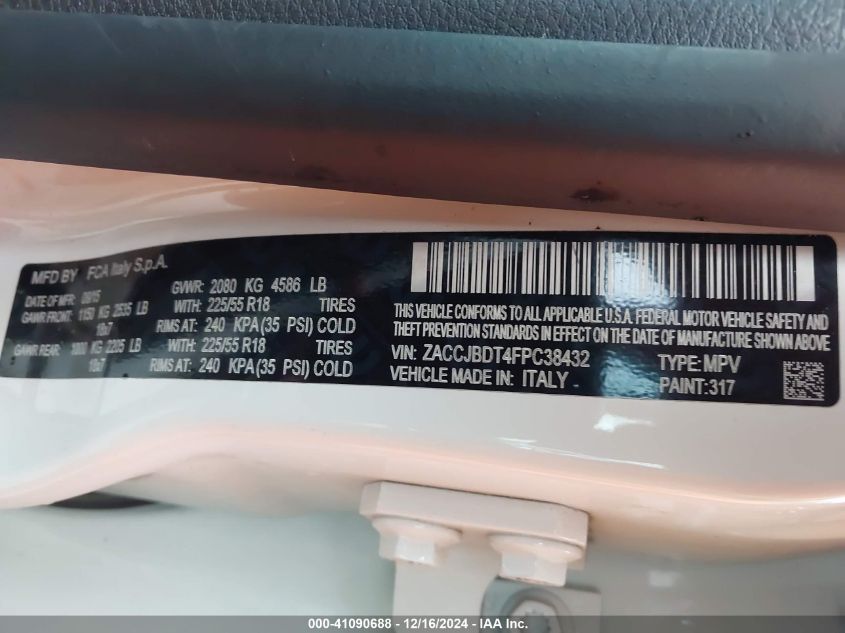 MFD BY FCA Italy S.p.A.
DATE OF MFR: 09/15 GVWR: 2080 KG 4586 LB
GAWR FRONT: 1150 KG 2535 LB WITH: 225/55 R18 TIRES
18x7 RIMS AT: 240 KPA(35 PSI) COLD
GAWR REAR: 1000 KG 2205 LB WITH: 225/55 R18 TIRES
18x7 RIMS AT: 240 KPA(35 PSI) COLD
THIS VEHICLE CONFORMS TO ALL APPLICABLE U.S.A. FEDERAL MOTOR VEHICLE SAFETY AND
THEFT PREVENTION STANDARDS IN EFFECT ON THE DATE OF MANUFACTURE SHOWN ABOVE.
VIN: ZACCJBDT4FPC38432 TYPE: MPV
VEHICLE MADE IN: ITALY PAINT: 317
000-41090688 - 12/16/2024 - IAA Inc.